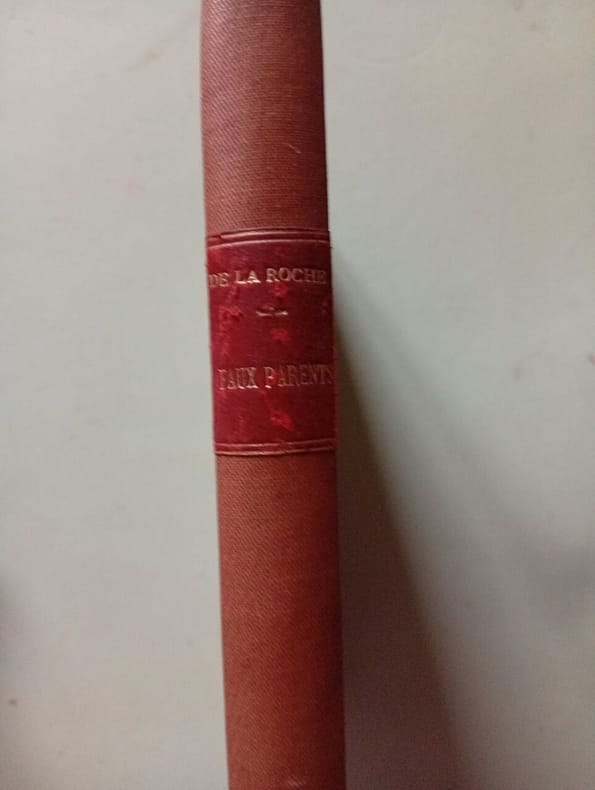 DE LA ROCHE
FAUX PARENTS